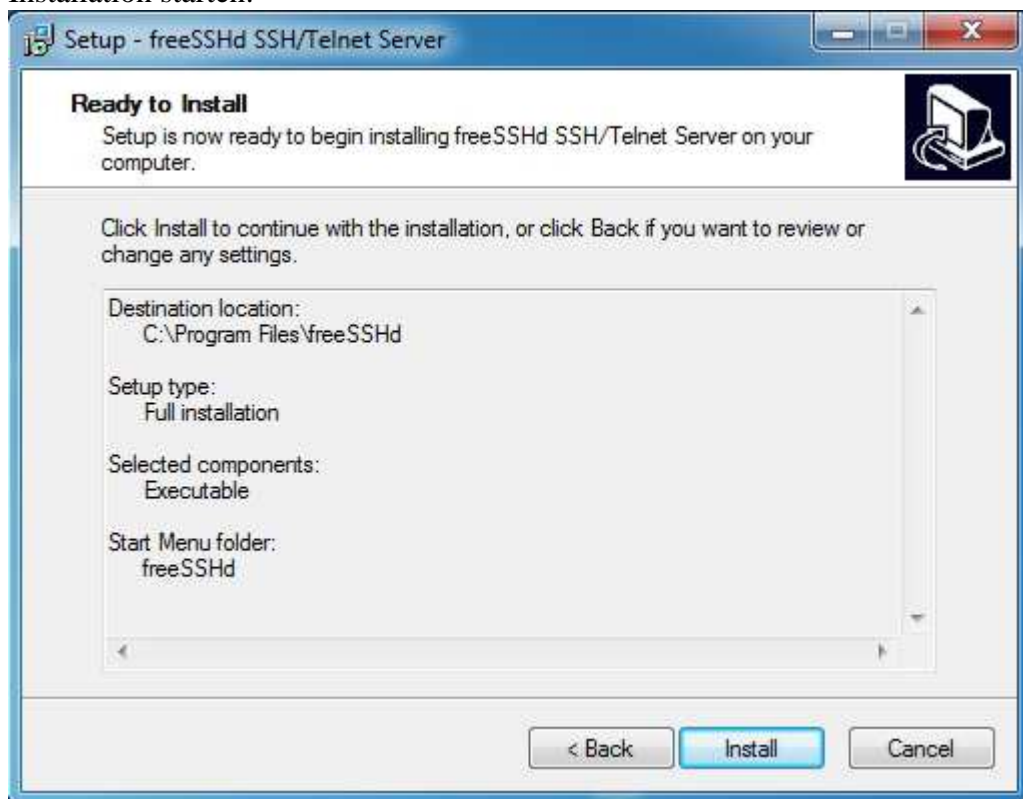 Installation starten.
Setup - freeSSHd SSH/Telnet Server
Ready to Install
Setup is now ready to begin installing freeSSHd SSH/Telnet Server on your
computer.
Click Install to continue with the installation, or click Back if you want to review or
change any settings.
Destination location:
C:\Program Files\freeSSHd
Setup type:
Full installation
Selected components:
Executable
Start Menu folder:
freeSSHd
< Back
Install
Cancel